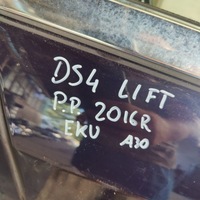 DS4 LIFT
P.P. 2016R
EKU A30